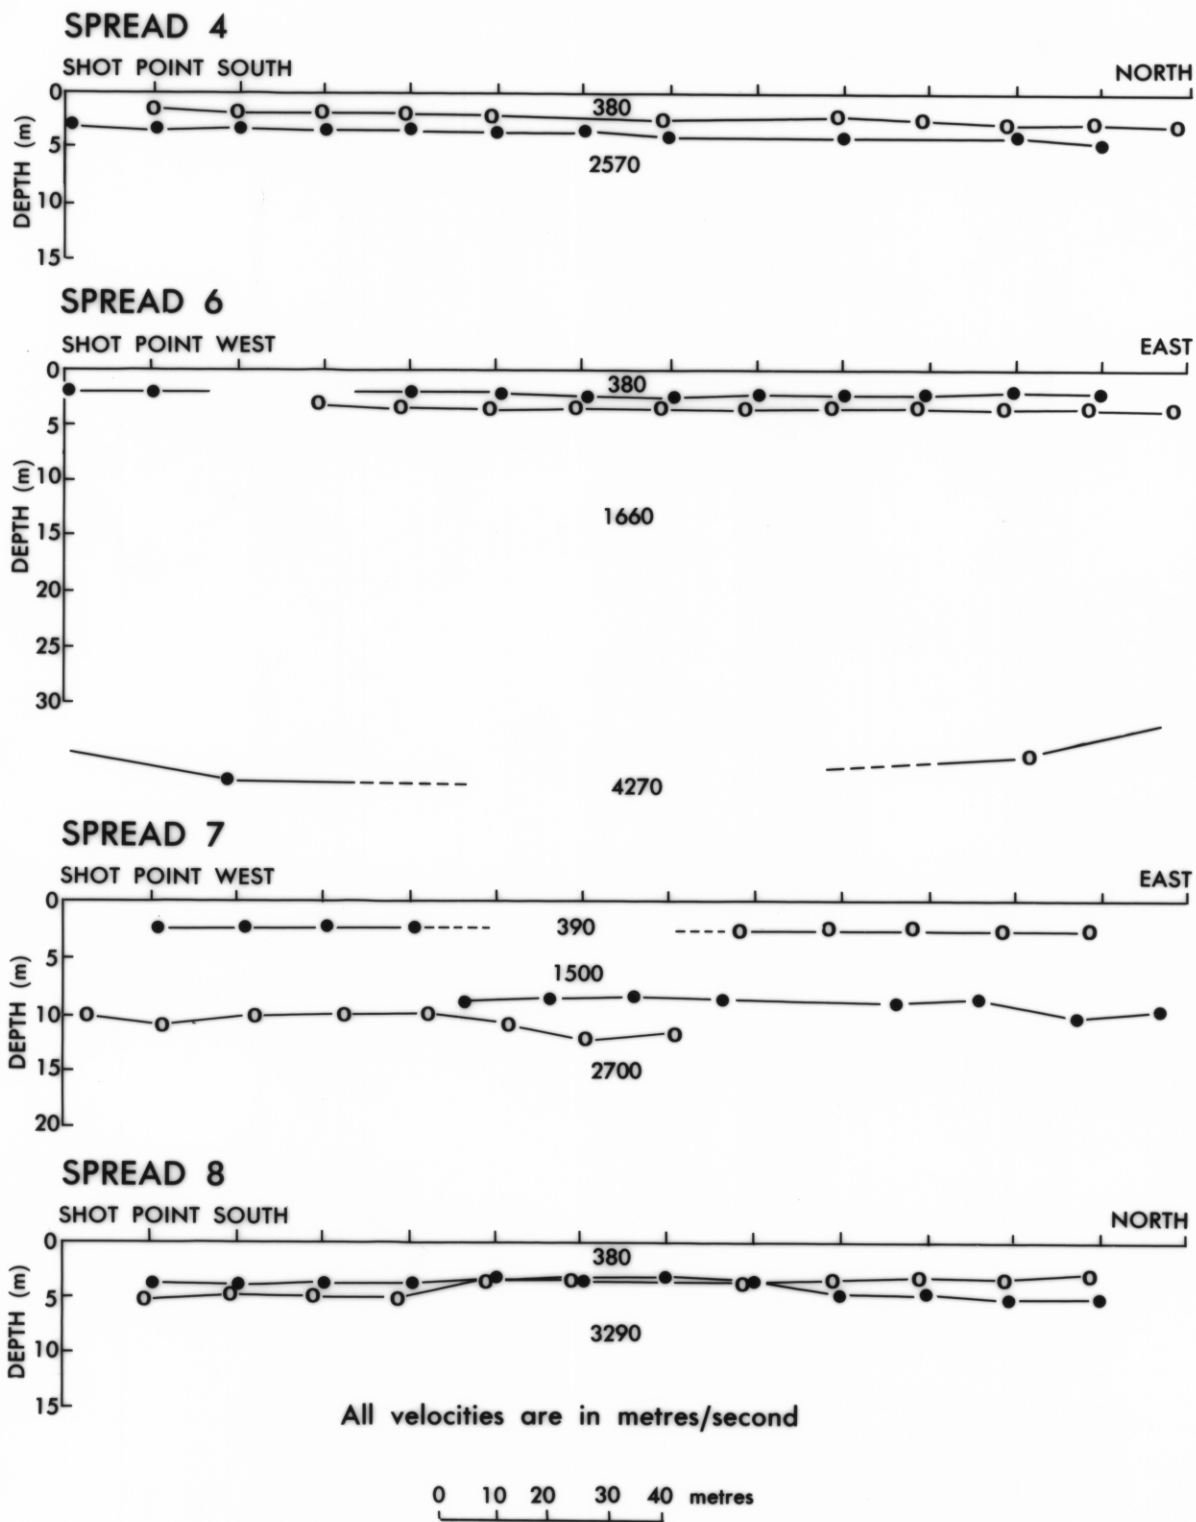 SPREAD 4
SHOT POINT SOUTH NORTH
0
380
5
2570
10
15
DEPTH (m)
SPREAD 6
SHOT POINT WEST EAST
0
380
5
10
1660
15
20
25
30
DEPTH (m)
4270
SPREAD 7
SHOT POINT WEST EAST
0
390
5
1500
10
15
2700
20
DEPTH (m)
SPREAD 8
SHOT POINT SOUTH NORTH
0
380
5
3290
10
15
DEPTH (m)
All velocities are in metres/second
0 10 20 30 40 metres